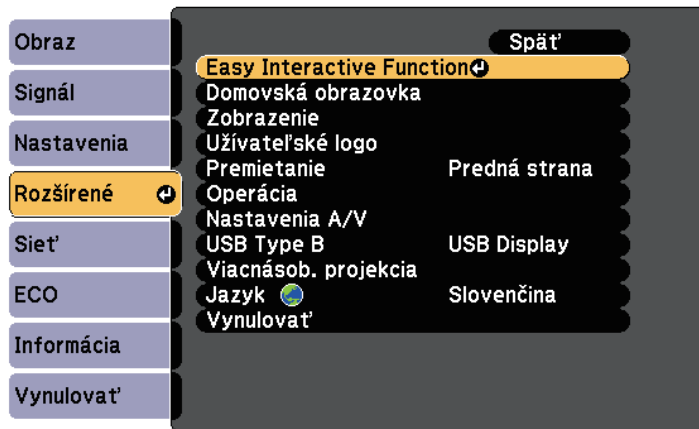 Obraz
Signál
Nastavenia
Rozšírené
Sieť
ECO
Informácia
Vynulovať
Späť
Easy Interactive Function
Domovská obrazovka
Zobrazenie
Užívateľské logo
Premietanie Predná strana
Operácia
Nastavenia A/V
USB Type B USB Display
Viacnásob. projekcia
Jazyk Slovenčina
Vynulovať